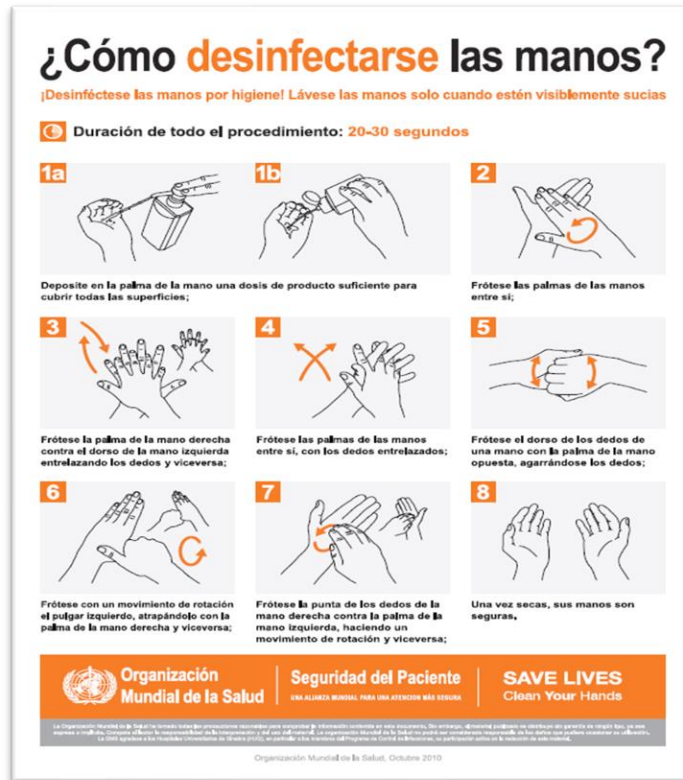 ¿Cómo desinfectarse las manos?
¡Desinféctese las manos por higiene! Lávese las manos solo cuando estén visiblemente sucias
Duración de todo el procedimiento: 20-30 segundos
1a
1b
Deposite en la palma de la mano una dosis de producto suficiente para
cubrir todas las superficies;
2
Frótese las palmas de las manos
entre sí;
3
Frótese la palma de la mano derecha
contra el dorso de la mano izquierda
entrelazando los dedos y viceversa;
4
Frótese las palmas de las manos
entre sí, con los dedos entrelazados;
5
Frótese el dorso de los dedos de
una mano con la palma de la mano
opuesta, agarrándose los dedos;
6
Frótese con un movimiento de rotación
el pulgar izquierdo, atrapándolo con la
palma de la mano derecha y viceversa;
7
Frótese la punta de los dedos de la
mano derecha contra la palma de la
mano izquierda, haciendo un
movimiento de rotación y viceversa;
8
Una vez secas, sus manos son
seguras.
Organización
Mundial de la Salud
Seguridad del Paciente
UNA ALIANZA MUNDIAL PARA UNA ATENCION MÁS SEGURA
SAVE LIVES
Clean Your Hands
Organización Mundial de la Salud, Octubre 2010